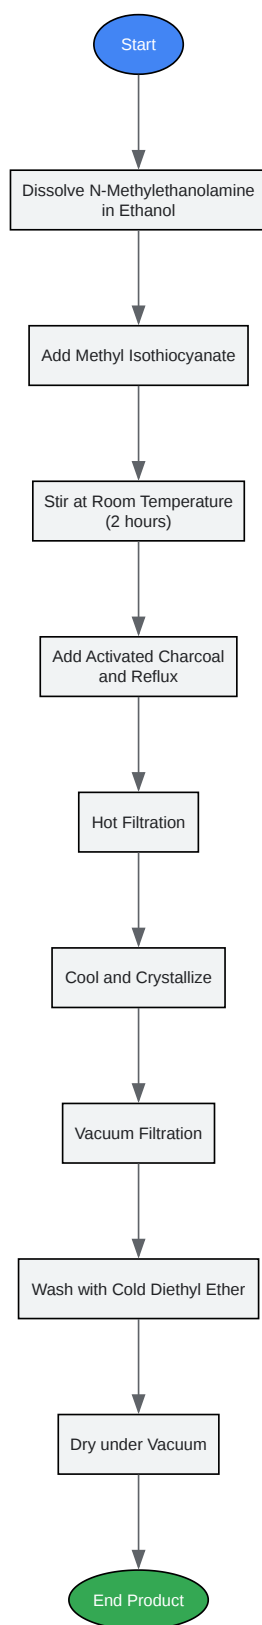 Start
Dissolve N-Methylethanolamine
in Ethanol
Add Methyl Isothiocyanate
Stir at Room Temperature
(2 hours)
Add Activated Charcoal
and Reflux
Hot Filtration
Cool and Crystallize
Vacuum Filtration
Wash with Cold Diethyl Ether
Dry under Vacuum
End Product